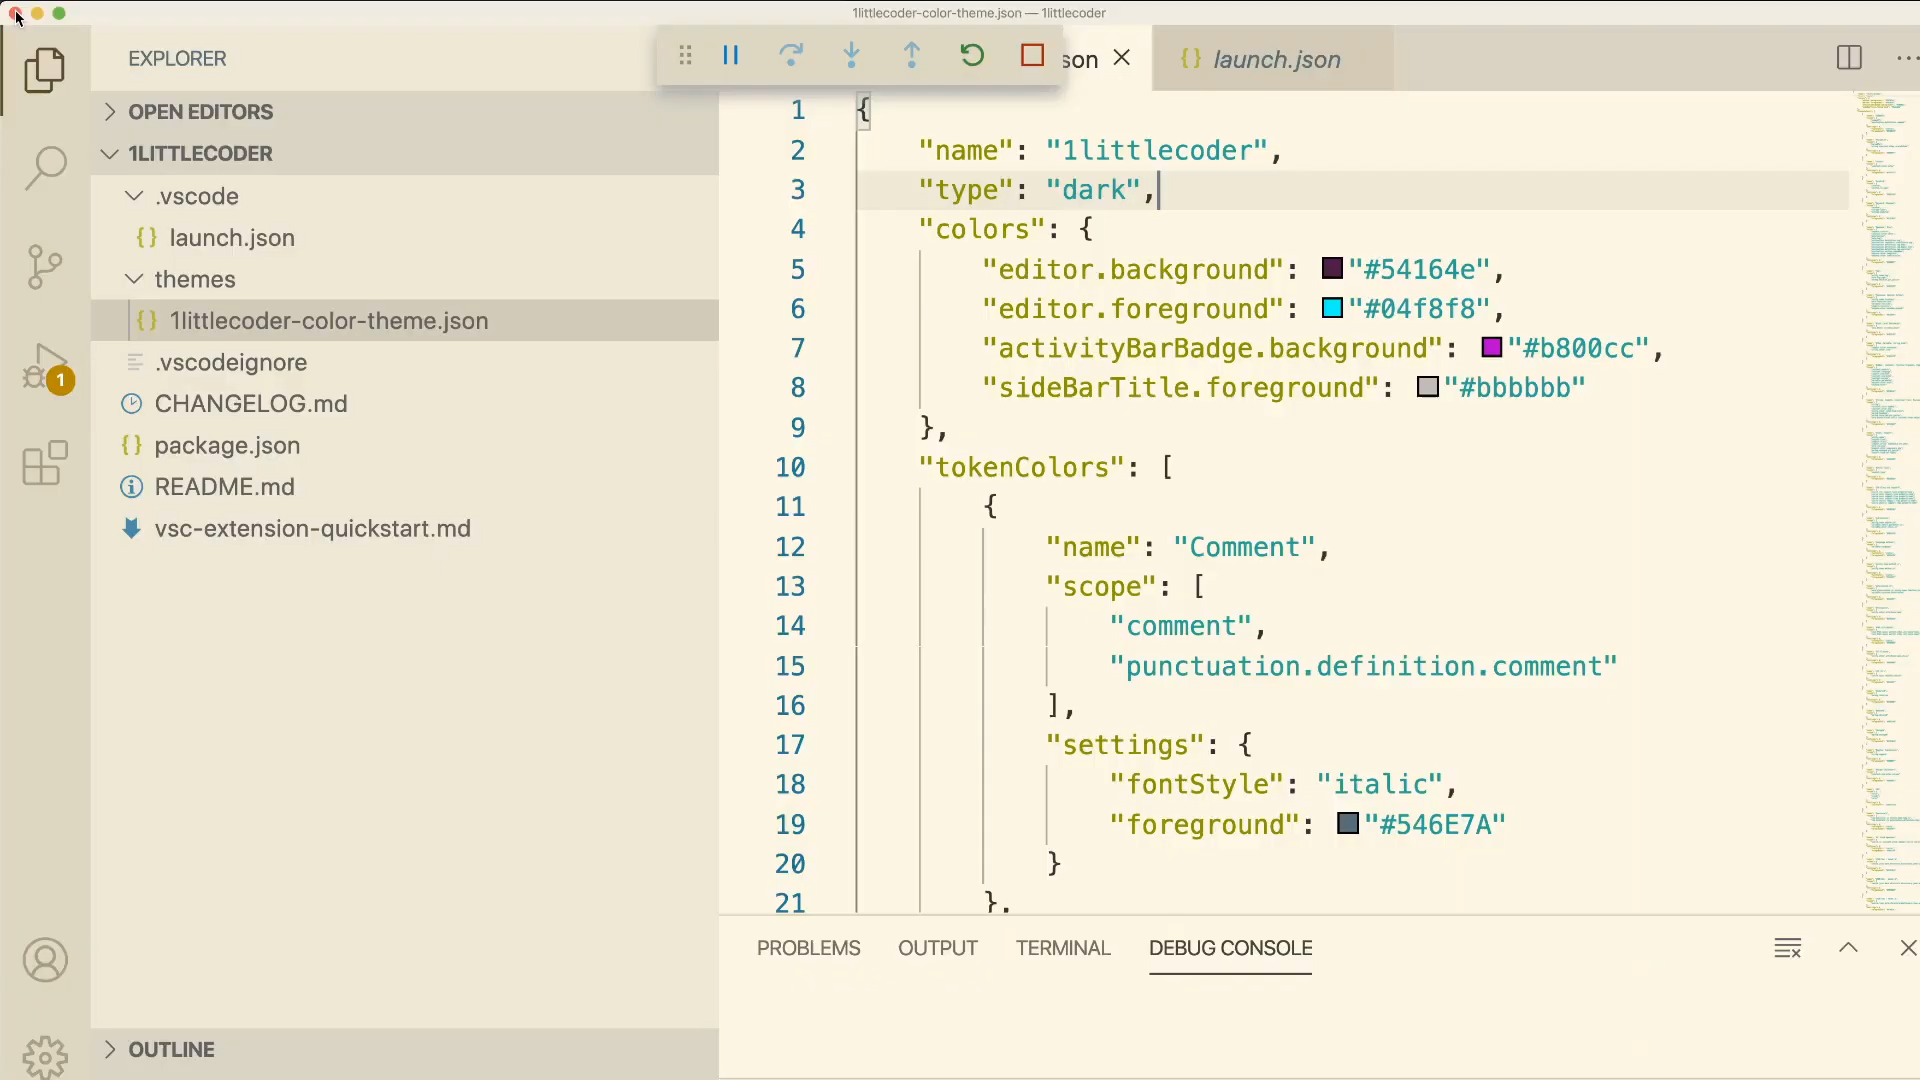 1littlecoder-color-theme.json — 1littlecoder
EXPLORER
son
{} launch.json
OPEN EDITORS
1LITTLECODER
.vscode
{} launch.json
themes
{} 1littlecoder-color-theme.json
.vscodeignore
CHANGELOG.md
{} package.json
README.md
vsc-extension-quickstart.md
1
OUTLINE
1 {
2 "name": "1littlecoder",
3 "type": "dark",
4 "colors": {
5 "editor.background": "#54164e",
6 "editor.foreground": "#04f8f8",
7 "activityBarBadge.background": "#b800cc",
8 "sideBarTitle.foreground": "#bbbbbb"
9 },
10 "tokenColors": [
11 {
12 "name": "Comment",
13 "scope": [
14 "comment",
15 "punctuation.definition.comment"
16 ],
17 "settings": {
18 "fontStyle": "italic",
19 "foreground": "#546E7A"
20 }
21 },
PROBLEMS OUTPUT TERMINAL DEBUG CONSOLE